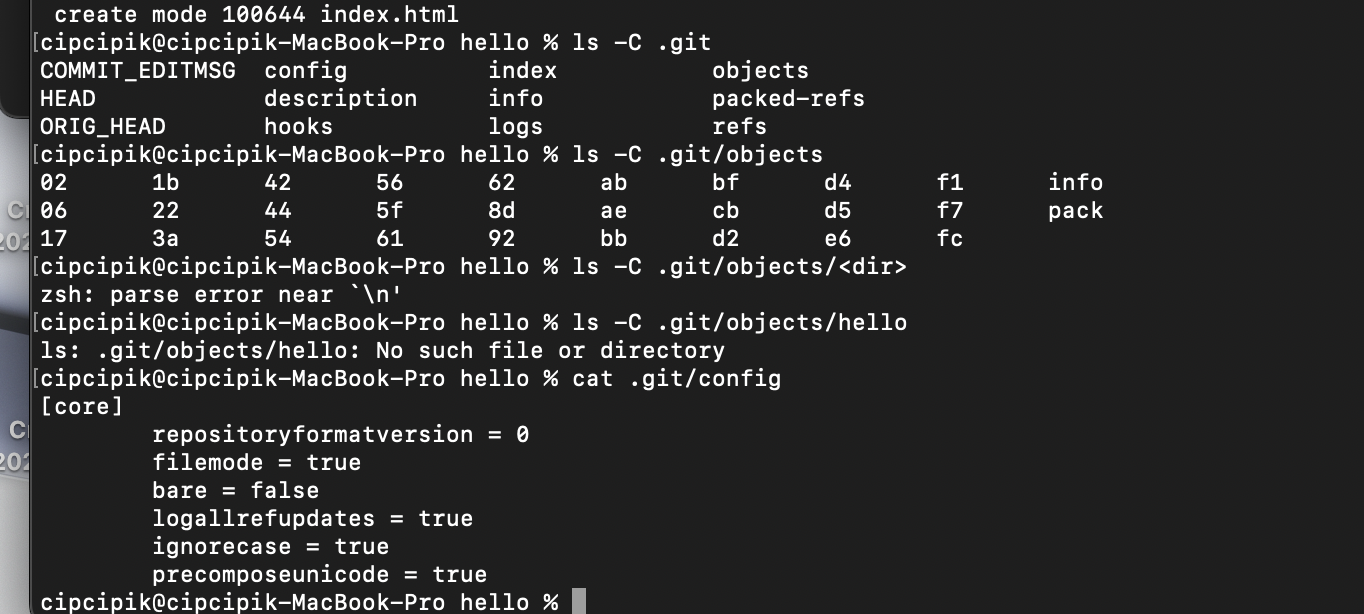 create mode 100644 index.html
[cipcipik@cipcipik-MacBook-Pro hello % ls -C .git
COMMIT_EDITMSG config index objects
HEAD description info packed-refs
ORIG_HEAD hooks logs refs
[cipcipik@cipcipik-MacBook-Pro hello % ls -C .git/objects
02 1b 42 56 62 ab bf d4 f1 info
06 22 44 5f 8d ae cb d5 f7 pack
17 3a 54 61 92 bb d2 e6 fc
[cipcipik@cipcipik-MacBook-Pro hello % ls -C .git/objects/<dir>
zsh: parse error near `\n'
[cipcipik@cipcipik-MacBook-Pro hello % ls -C .git/objects/hello
ls: .git/objects/hello: No such file or directory
[cipcipik@cipcipik-MacBook-Pro hello % cat .git/config
[core]
repositoryformatversion = 0
filemode = true
bare = false
logallrefupdates = true
ignorecase = true
precomposeunicode = true
cipcipik@cipcipik-MacBook-Pro hello %